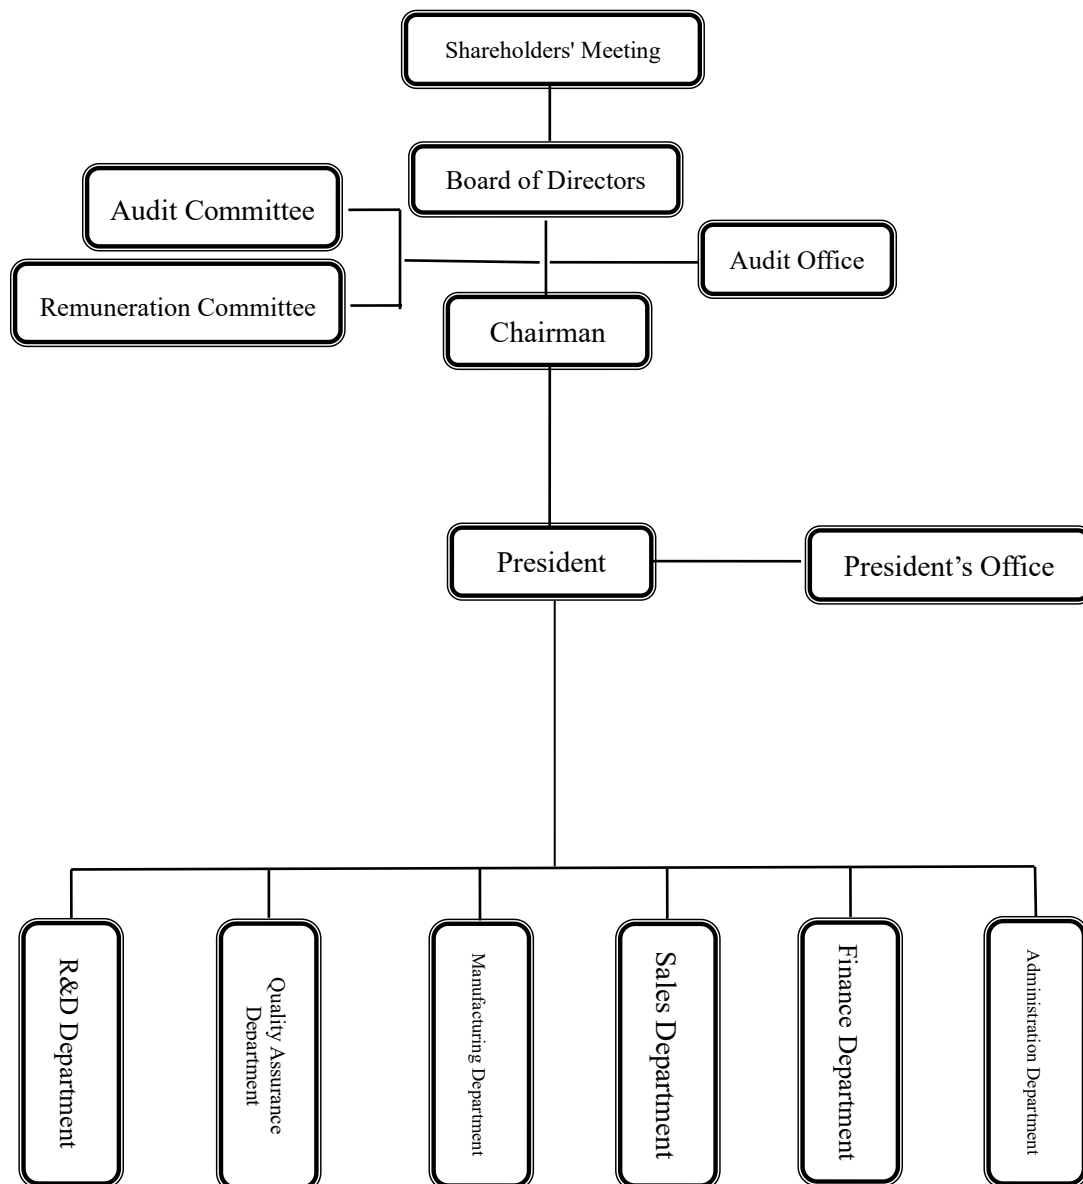 Shareholders' Meeting
Board of Directors
Audit Committee
Audit Office
Remuneration Committee
Chairman
President
President’s Office
R&D Department
Quality Assurance
Department
Manufacturing Department
Sales Department
Finance Department
Administration Department